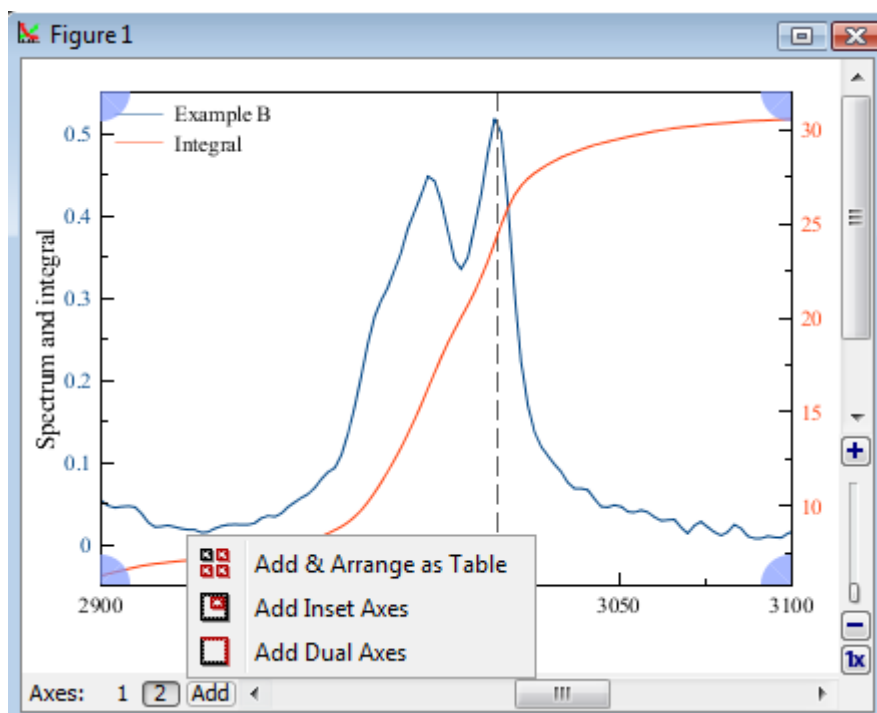 Figure 1
Example B
Integral
0.5
0.4
0.3
0.2
0.1
0
Spectrum and integral
30
25
20
15
10
2900
3050
3100
Add & Arrange as Table
Add Inset Axes
Add Dual Axes
Axes: 1 2 Add
1x